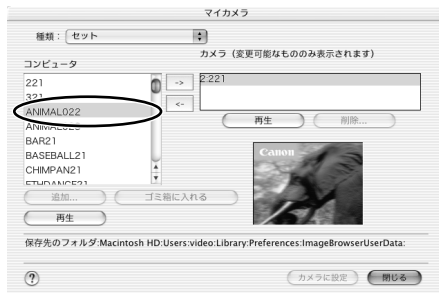 マイカメラ
種類： セット
コンピュータ
カメラ（変更可能なもののみ表示されます）
221
321
ANIMAL022
ANIMAL023
BAR21
BASEBALL21
CHIMPAN21
ETHDANCE21
->
<-
2:221
再生
削除...
Canon
追加...
ゴミ箱に入れる
再生
保存先のフォルダ:Macintosh HD:Users:video:Library:Preferences:ImageBrowserUserData:
?
カメラに設定
閉じる